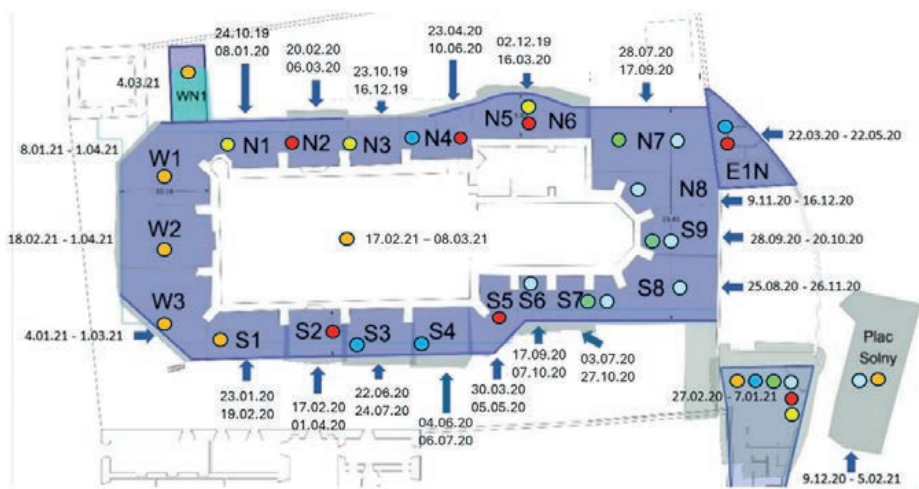 24.10.19
08.01.20
20.02.20
06.03.20
23.10.19
16.12.19
23.04.20
10.06.20
02.12.19
16.03.20
28.07.20
17.09.20
4.03.21
WN1
N1
N2
N3
N4
N5
N6
N7
E1N
22.03.20 - 22.05.20
8.01.21 - 1.04.21
W1
N8
9.11.20 - 16.12.20
W2
18.02.21 - 1.04.21
17.02.21 – 08.03.21
S9
28.09.20 - 20.10.20
W3
4.01.21 - 1.03.21
S1
S2
S3
S4
S5
S6
S7
S8
25.08.20 - 26.11.20
23.01.20
19.02.20
17.02.20
01.04.20
22.06.20
24.07.20
04.06.20
06.07.20
30.03.20
05.05.20
17.09.20
07.10.20
03.07.20
27.10.20
27.02.20 - 7.01.21
Plac
Solny
9.12.20 - 5.02.21